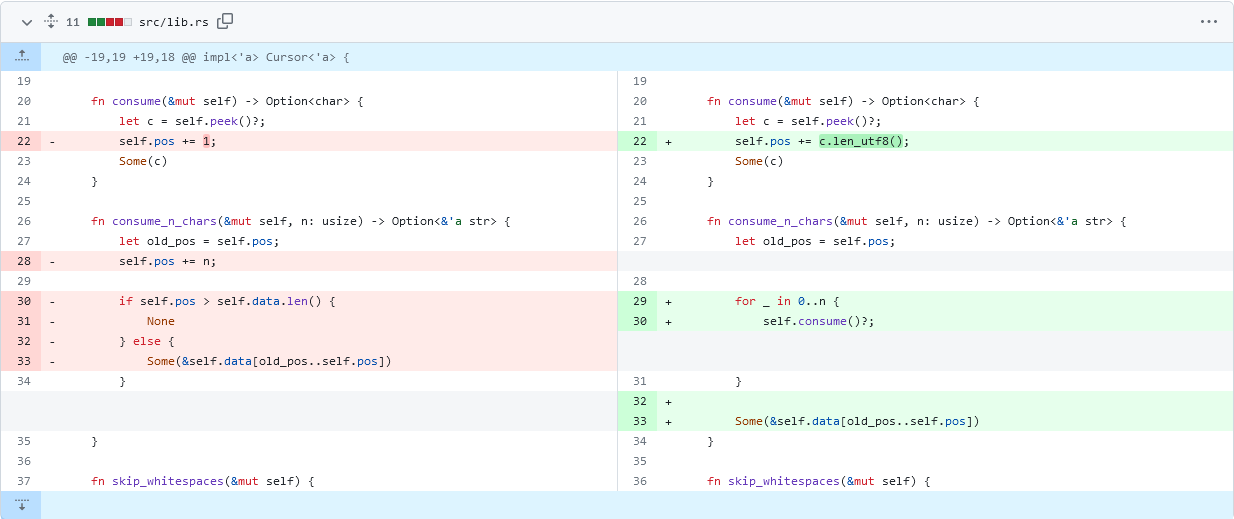 11 src/lib.rs
@@ -19,19 +19,18 @@ impl<'a> Cursor<'a> {
19
20 fn consume(&mut self) -> Option<char> {
21 let c = self.peek()?;
22 - self.pos += 1;
23 Some(c)
24 }
25
26 fn consume_n_chars(&mut self, n: usize) -> Option<&'a str> {
27 let old_pos = self.pos;
28 - self.pos += n;
29
30 - if self.pos > self.data.len() {
31 - None
32 - } else {
33 - Some(&self.data[old_pos..self.pos])
34 }
35 }
36
37 fn skip_whitespaces(&mut self) {
19
20 fn consume(&mut self) -> Option<char> {
21 let c = self.peek()?;
22 + self.pos += c.len_utf8();
23 Some(c)
24 }
25
26 fn consume_n_chars(&mut self, n: usize) -> Option<&'a str> {
27 let old_pos = self.pos;
28
29 + for _ in 0..n {
30 + self.consume()?;
31 }
32 +
33 + Some(&self.data[old_pos..self.pos])
34 }
35
36 fn skip_whitespaces(&mut self) {